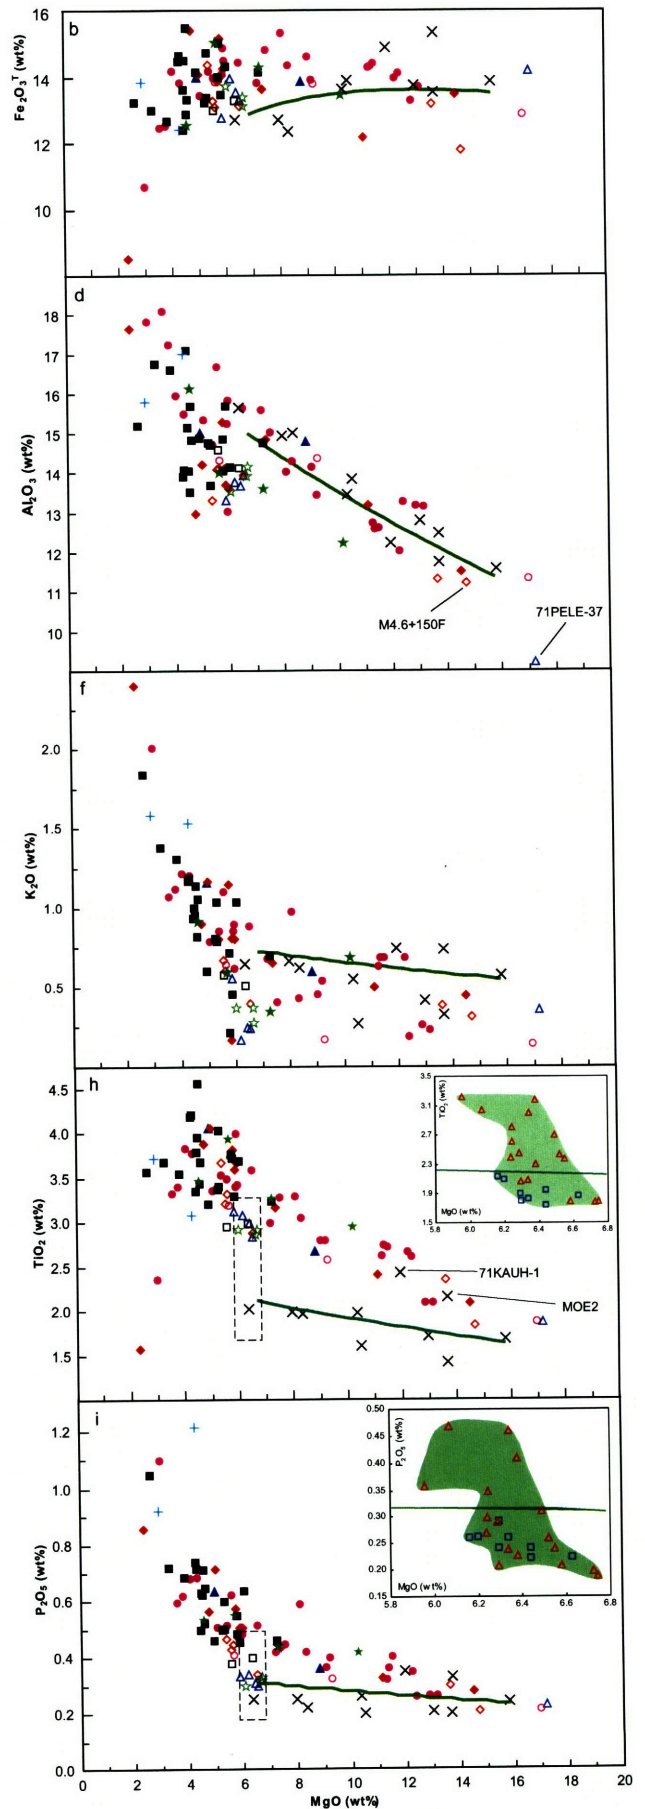 b
Fe₂O₃ᵀ (wt%)
16
14
12
10
d
Al₂O₃ (wt%)
18
17
16
15
14
13
12
11
10
M4.6+150F
71PELE-37
f
K₂O (wt%)
2.0
1.5
1.0
0.5
h
TiO₂ (wt%)
4.5
4.0
3.5
3.0
2.5
2.0
1.5
TiO₂ (wt%)
3.5
3.1
2.7
2.3
1.9
1.5
MgO (wt%)
5.8 6.0 6.2 6.4 6.6 6.8
71KAUH-1
MOE2
i
P₂O₅ (wt%)
1.2
1.0
0.8
0.6
0.4
0.2
0.0
P₂O₅ (wt%)
0.50
0.45
0.40
0.35
0.30
0.25
0.20
0.15
MgO (wt%)
5.8 6.0 6.2 6.4 6.6 6.8
0 2 4 6 8 10 12 14 16 18 20
MgO (wt%)